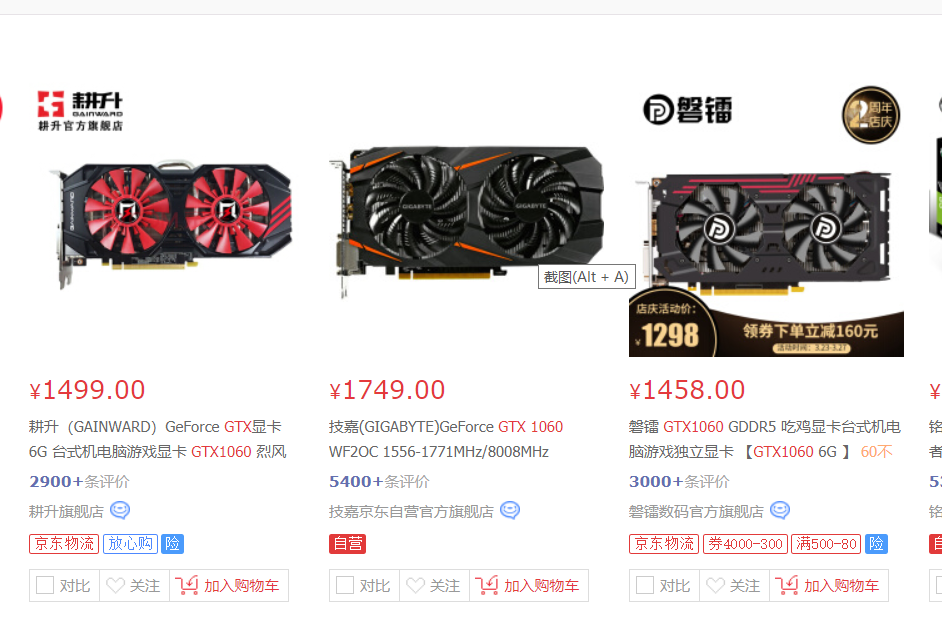 耕升
GAINWARD
耕升官方旗舰店
GAINWARD
¥1499.00
耕升（GAINWARD）GeForce GTX显卡
6G 台式机电脑游戏显卡 GTX1060 烈风
2900+条评价
耕升旗舰店
京东物流 放心购 险
对比 关注 加入购物车
GIGABYTE
GIGABYTE
截图(Alt + A)
¥1749.00
技嘉(GIGABYTE)GeForce GTX 1060
WF2OC 1556-1771MHz/8008MHz
5400+条评价
技嘉京东自营官方旗舰店
自营
对比 关注 加入购物车
磐镭
2周年
店庆
店庆活动价：
¥1298
领券下单立减160元
活动时间：3.23-3.27
¥1458.00
磐镭 GTX1060 GDDR5 吃鸡显卡台式机电
脑游戏独立显卡 【GTX1060 6G 】 60不
3000+条评价
磐镭数码官方旗舰店
京东物流 券4000-300 满500-80 险
对比 关注 加入购物车
¥